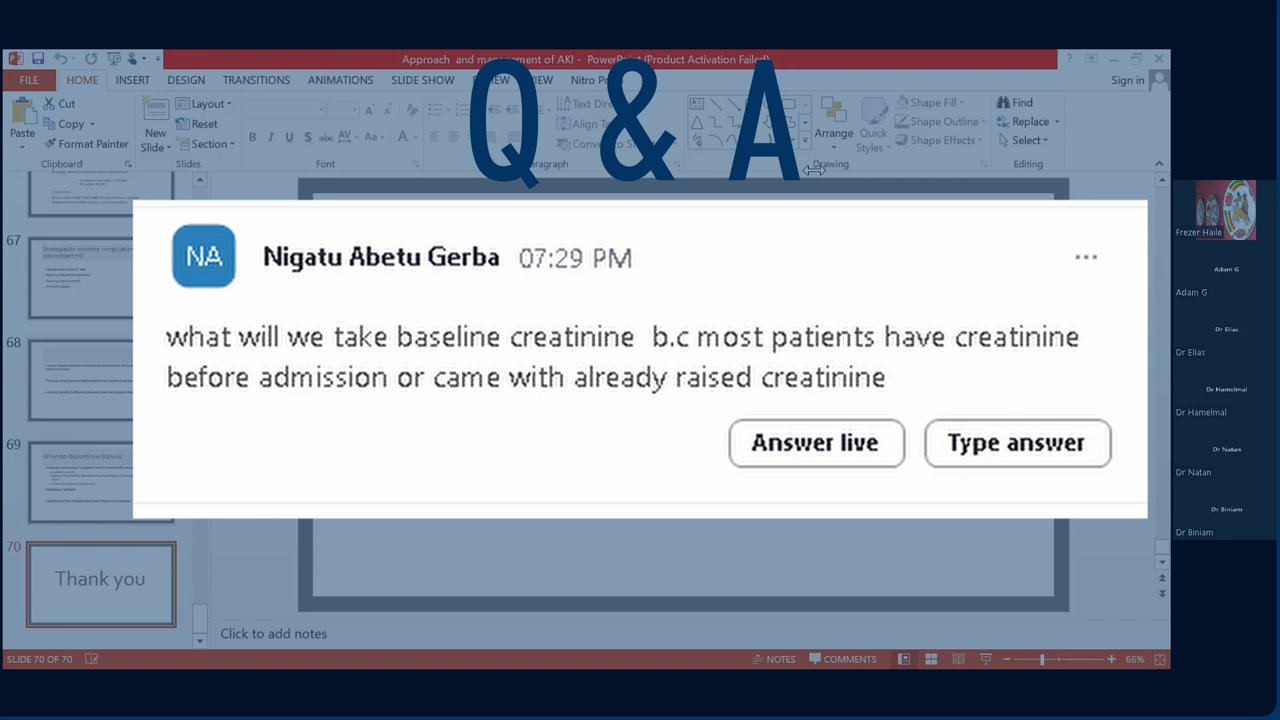 Approach and management of AKI - PowerPoint (Product Activation Failed)
FILE HOME INSERT DESIGN TRANSITIONS ANIMATIONS SLIDE SHOW Nitro Sign in
Cut
Copy
Format Painter
Paste
Clipboard
New
Slide
Layout
Reset
Section
Slides
Font
Arrange
Quick
Styles
Shape Fill
Shape Outline
Shape Effects
Drawing
Find
Replace
Select
Editing
Q & A
NA Nigatu Abetu Gerba 07:29 PM
what will we take baseline creatinine b.c most patients have creatinine
before admission or came with already raised creatinine
Answer live Type answer
67
68
69
When to discontinue dialysis
70
Thank you
Click to add notes
SLIDE 70 OF 70 NOTES COMMENTS 66%
Frezer Haile
Adam G
Adam G
Dr Elias
Dr Elias
Dr Hamelmal
Dr Hamelmal
Dr Natan
Dr Natan
Dr Biniam
Dr Biniam